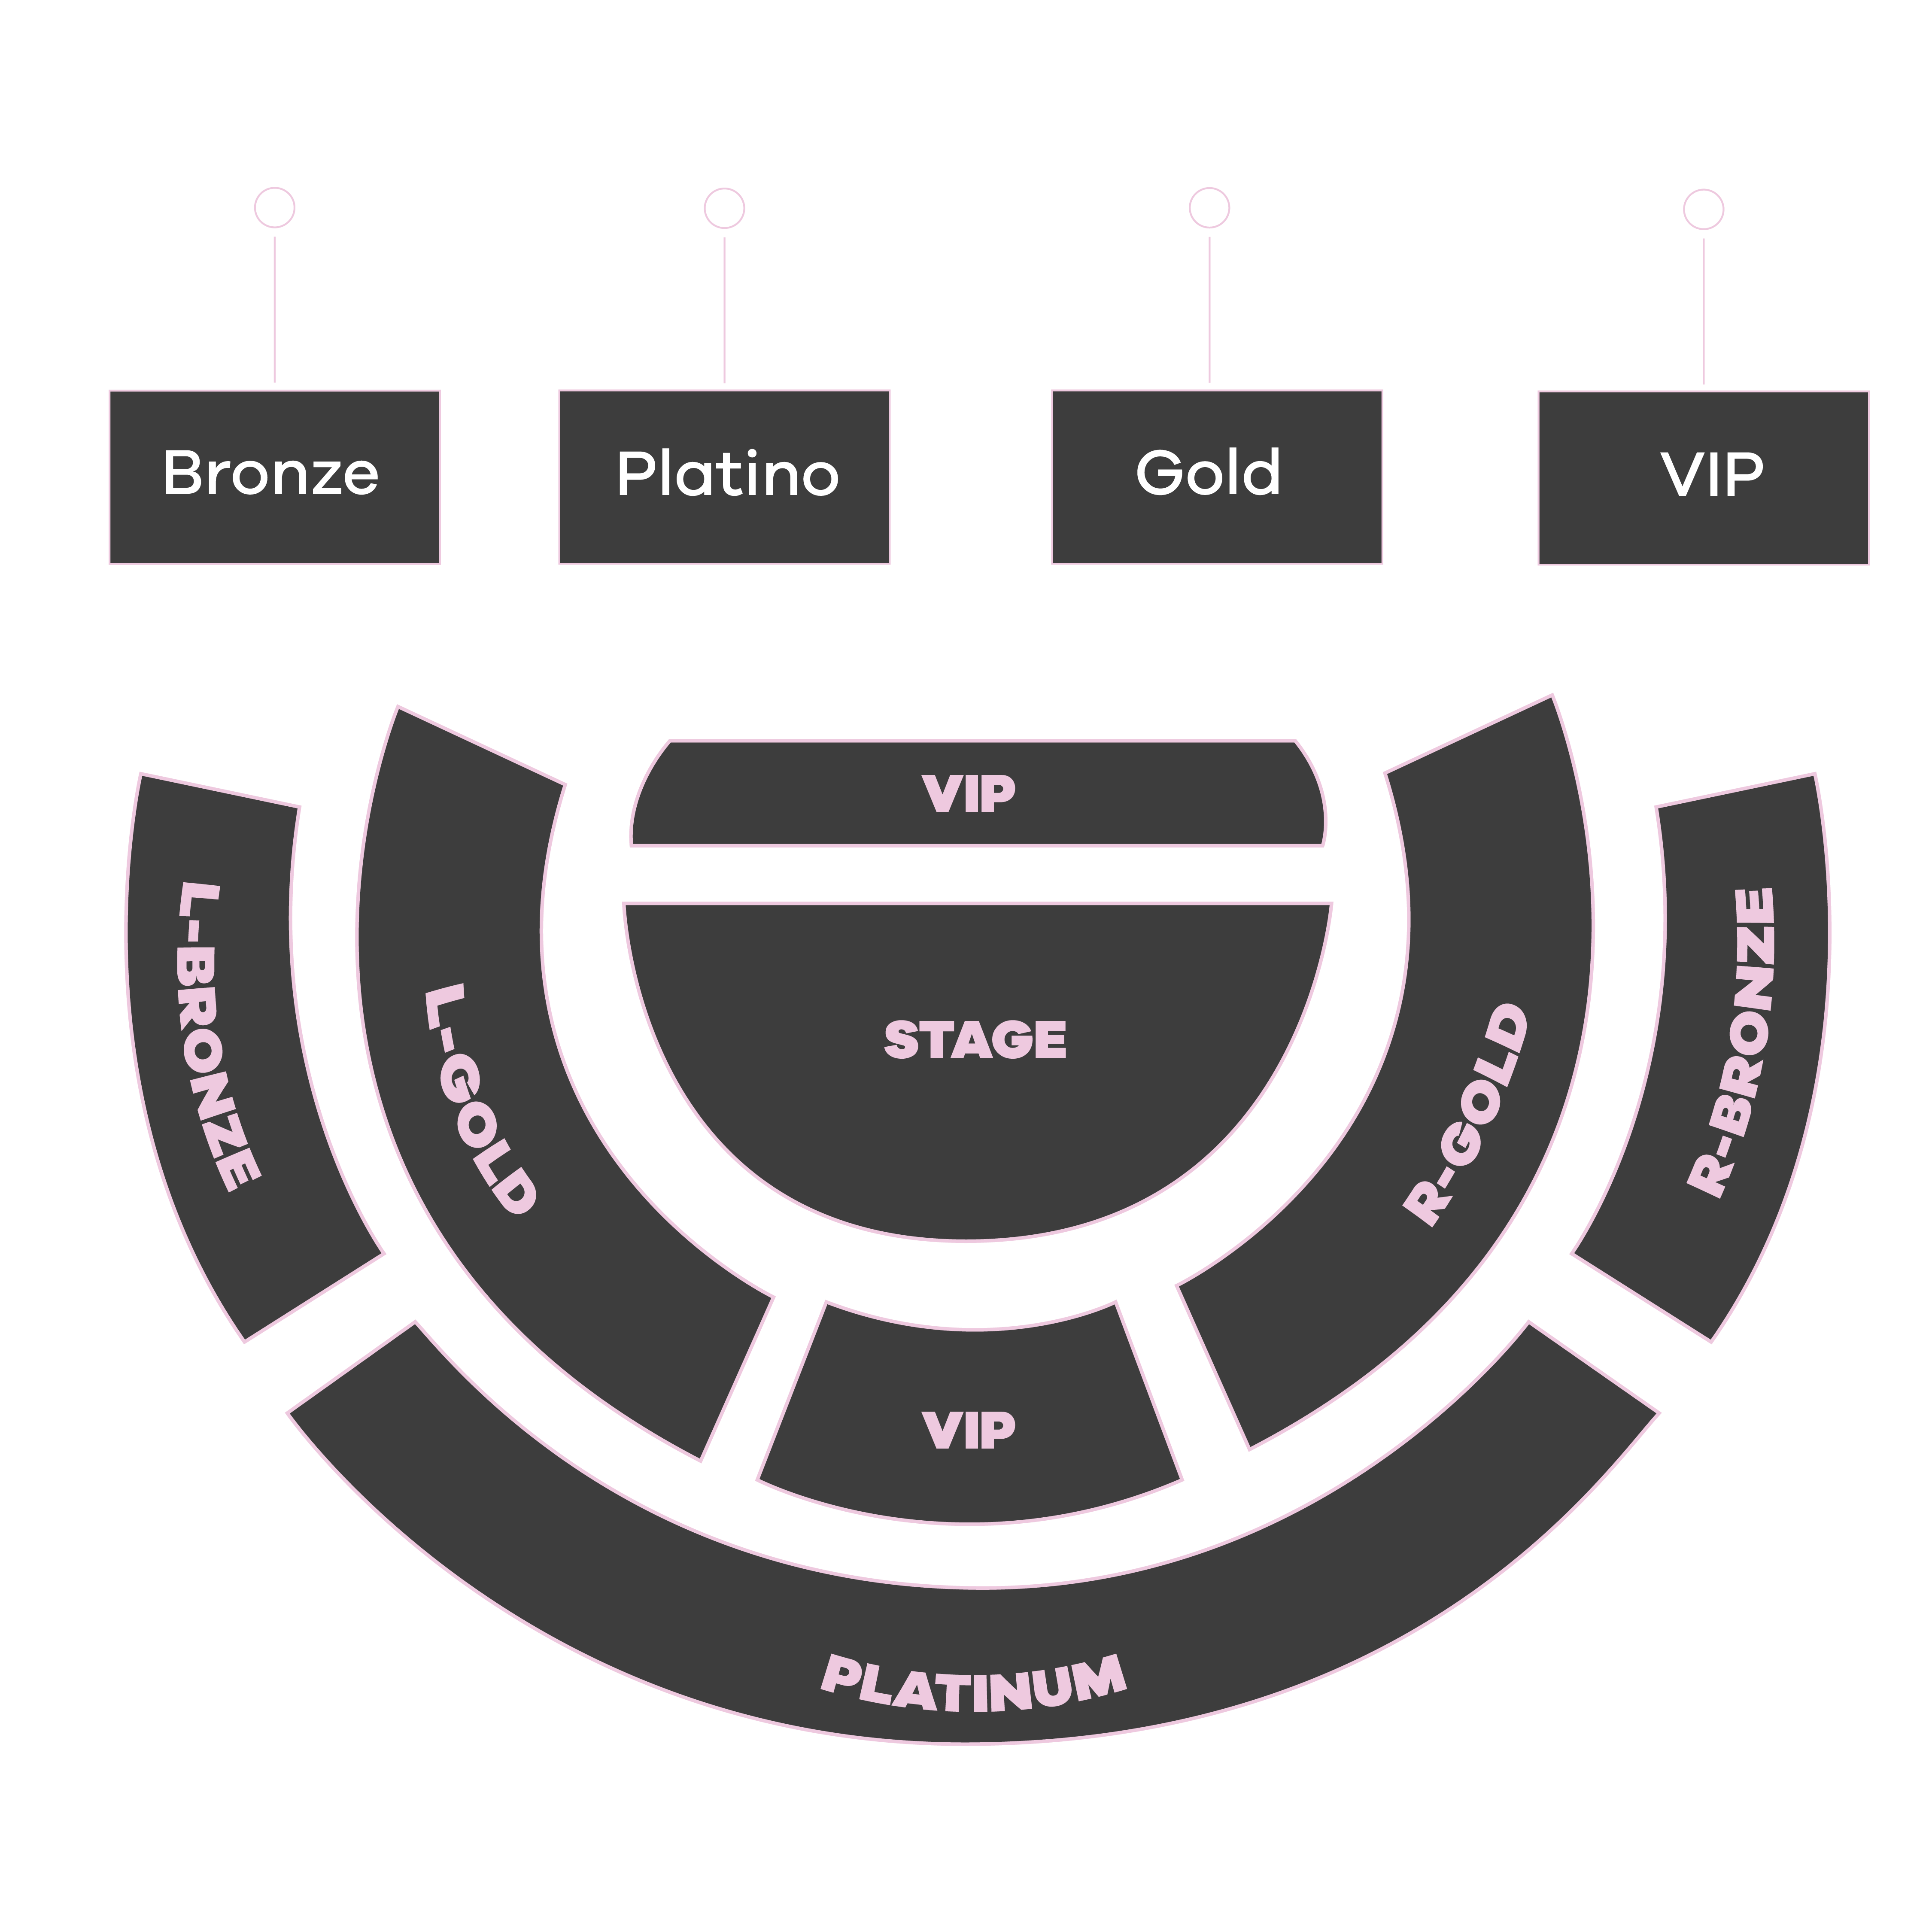 Bronze
Platino
Gold
VIP
VIP
L-BRONZE
L-GOLD
STAGE
R-GOLD
R-BRONZE
VIP
PLATINUM